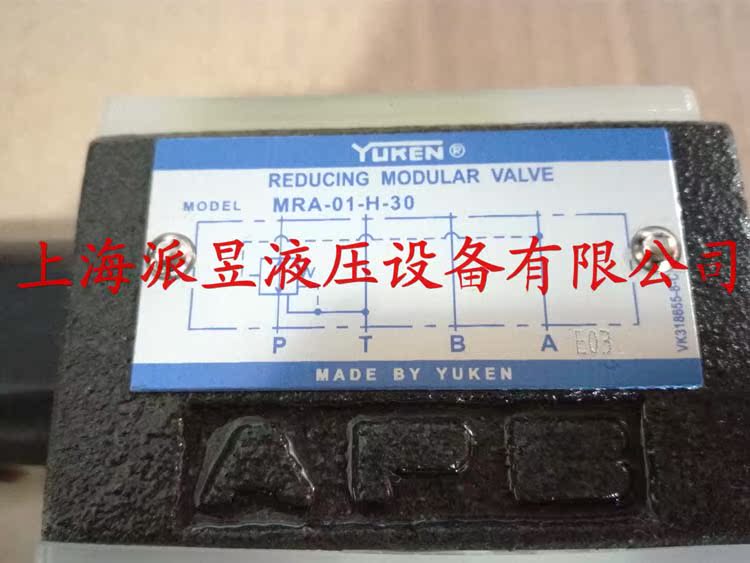 YUKEN®
REDUCING MODULAR VALVE
MODEL MRA-01-H-30
上海派昱液压设备有限公司
P T B A E03
MADE BY YUKEN
APB